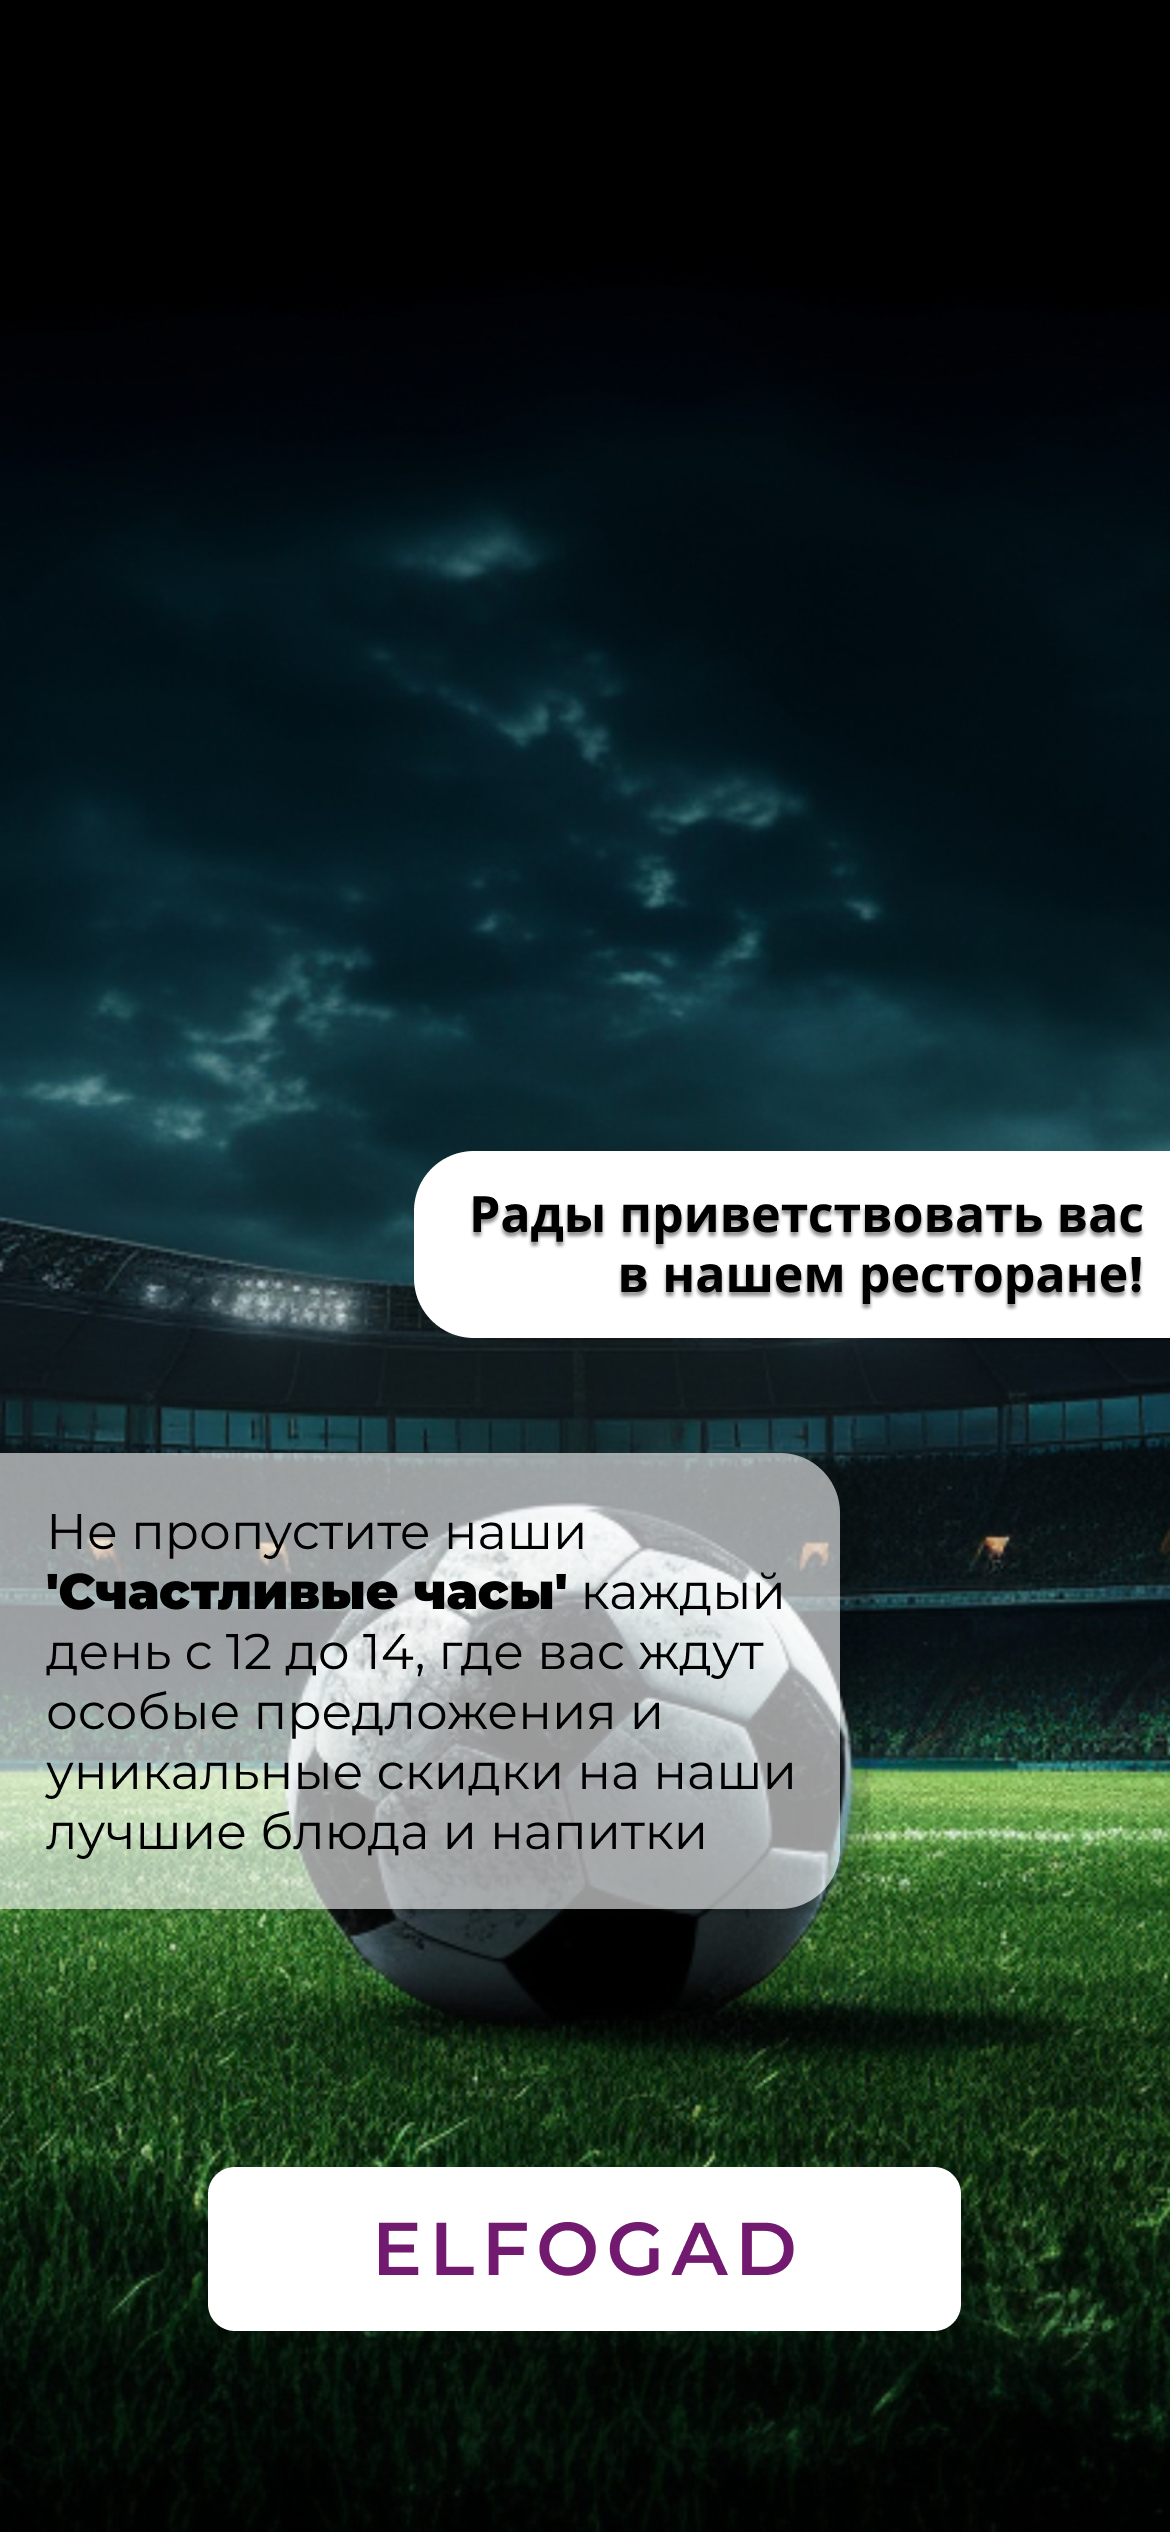 Рады приветствовать вас
в нашем ресторане!
Не пропустите наши
'Счастливые часы' каждый
день с 12 до 14, где вас ждут
особые предложения и
уникальные скидки на наши
лучшие блюда и напитки
ELFOGAD